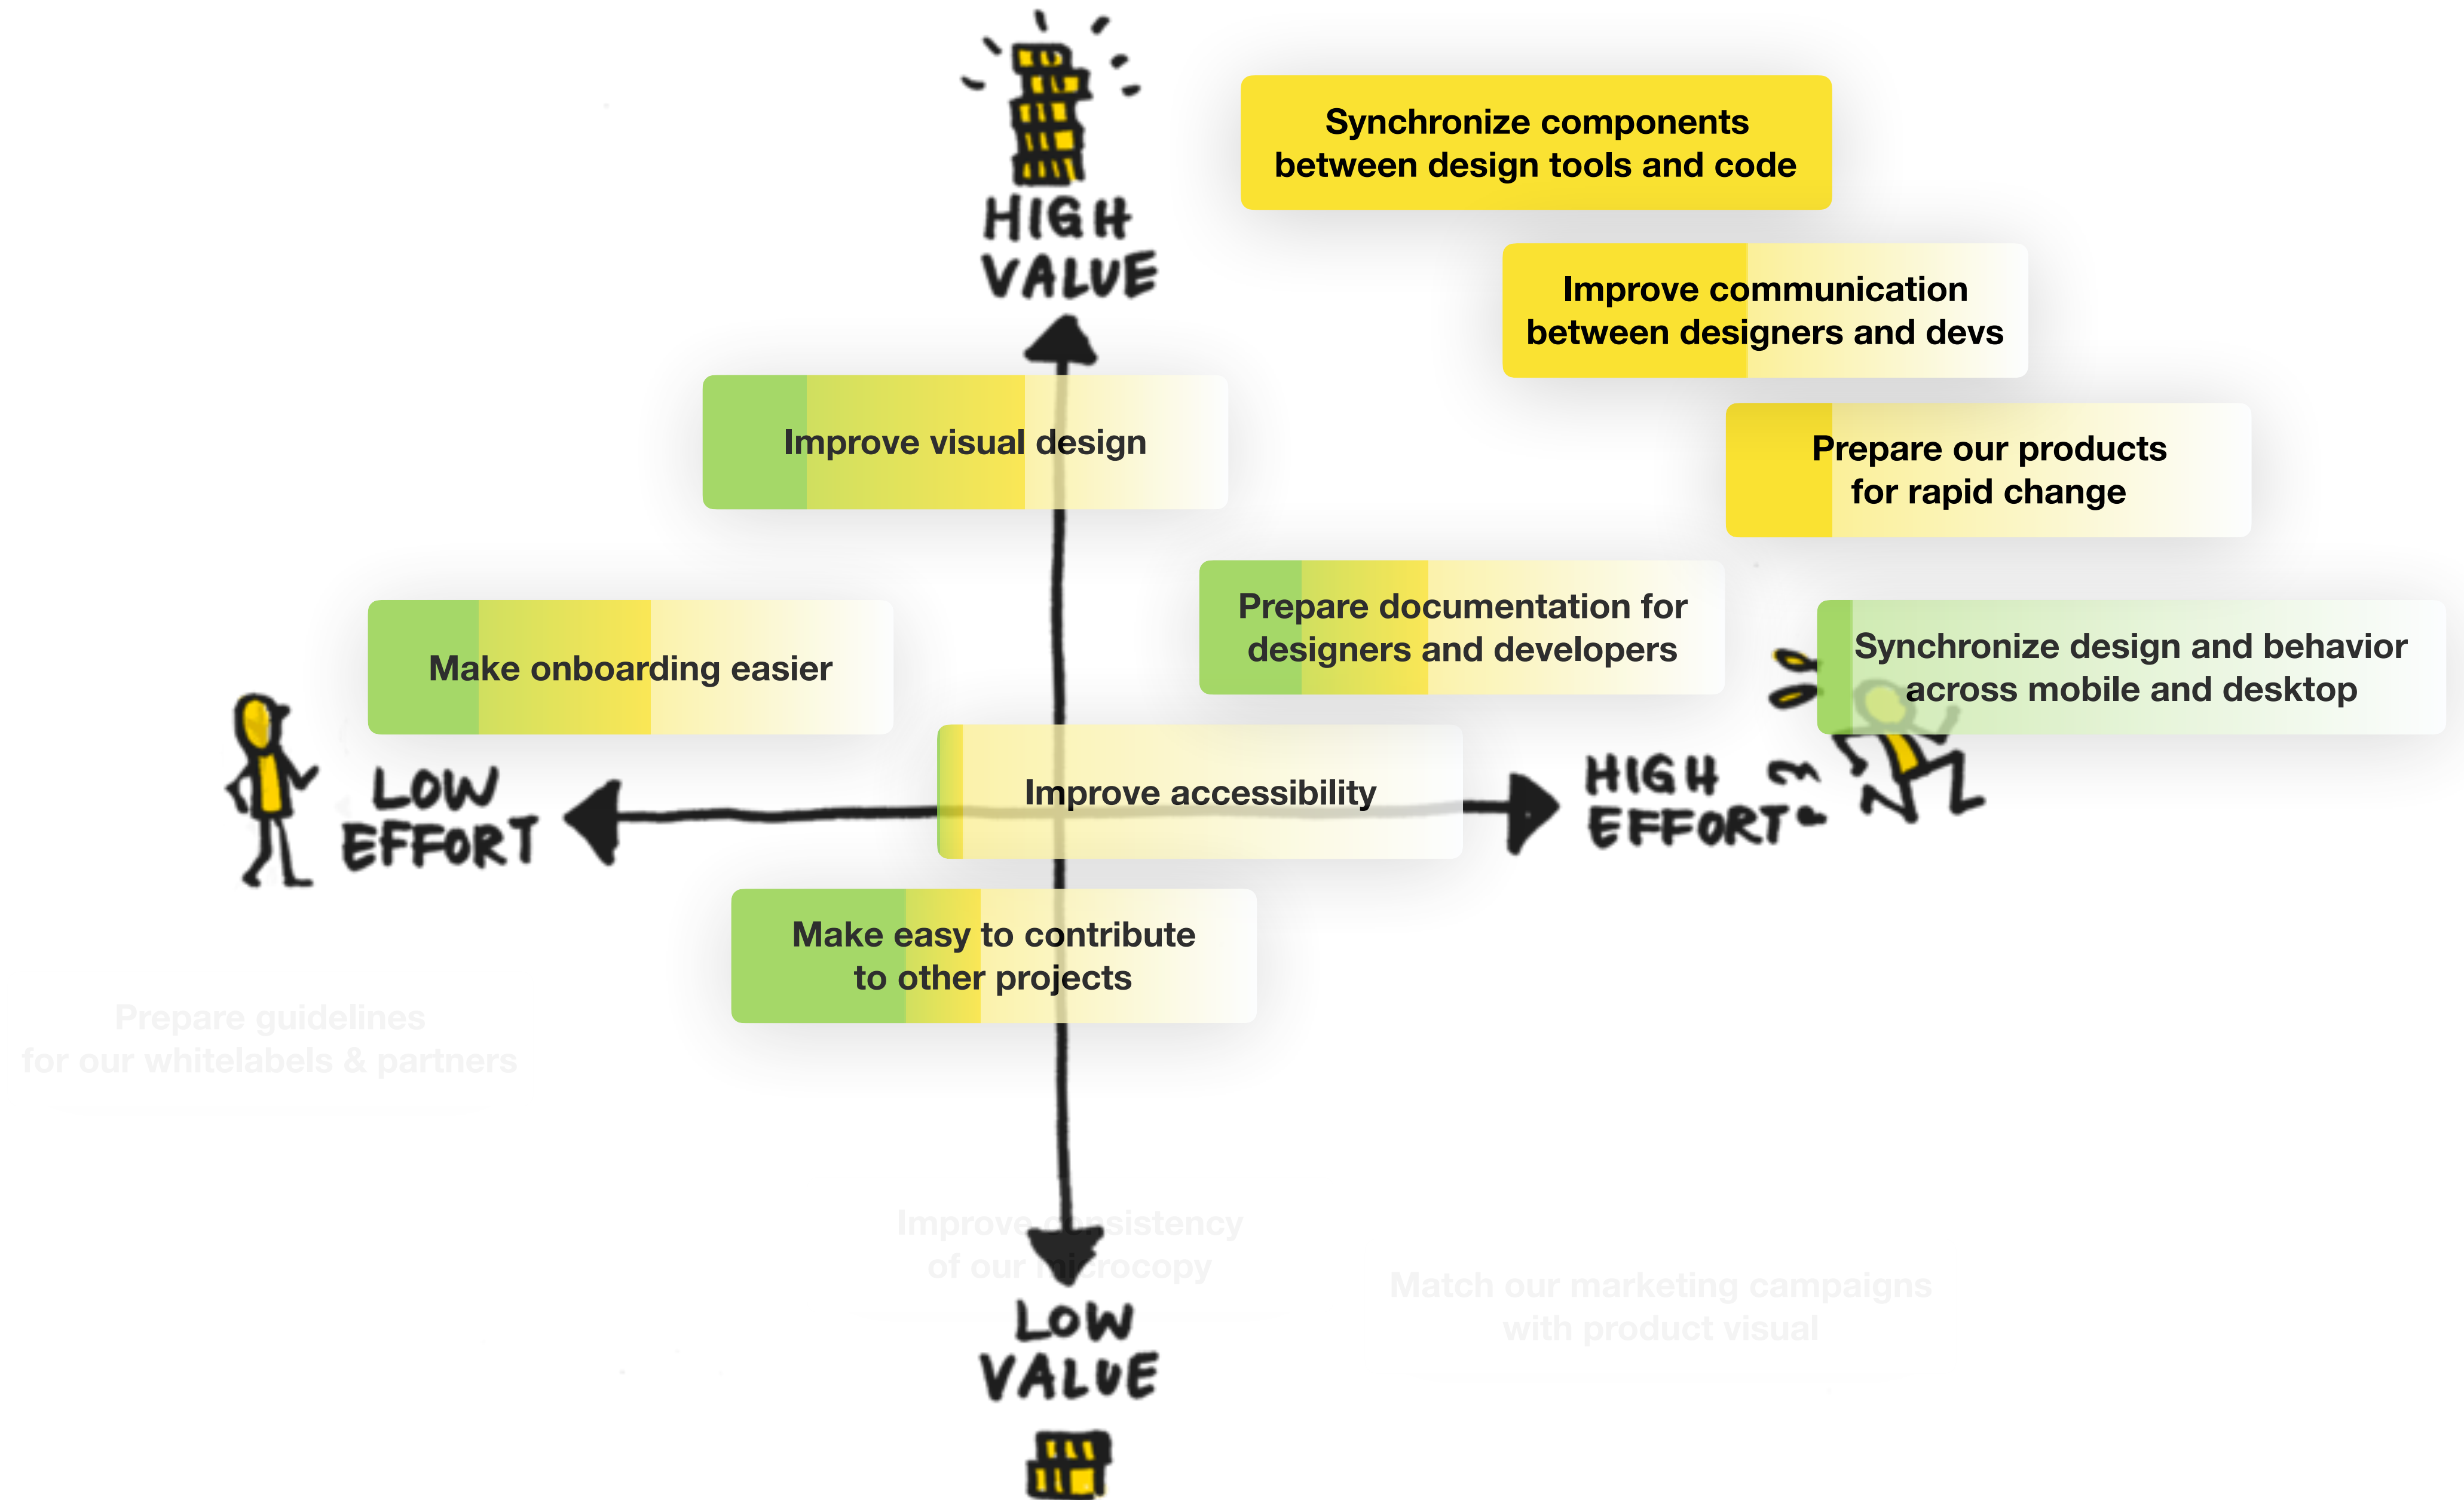 HIGH
VALUE
Synchronize components
between design tools and code
Improve communication
between designers and devs
Improve visual design
Prepare our products
for rapid change
Prepare documentation for
designers and developers
Make onboarding easier
Synchronize design and behavior
across mobile and desktop
LOW
EFFORT
Improve accessibility
HIGH
EFFORT
Make easy to contribute
to other projects
Prepare guidelines
for our whitelabels & partners
Improve consistency
of our microcopy
Match our marketing campaigns
with product visual
LOW
VALUE